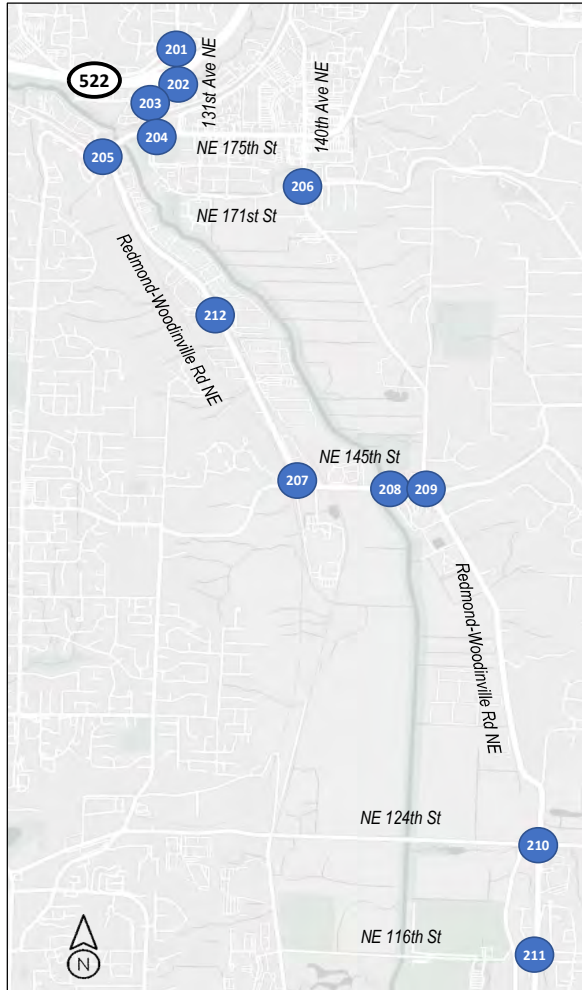 201
131st Ave NE
522
202
203
140th Ave NE
204
NE 175th St
205
206
NE 171st St
Redmond-Woodinville Rd NE
212
NE 145th St
207
208
209
Redmond-Woodinville Rd NE
NE 124th St
210
NE 116th St
211
N